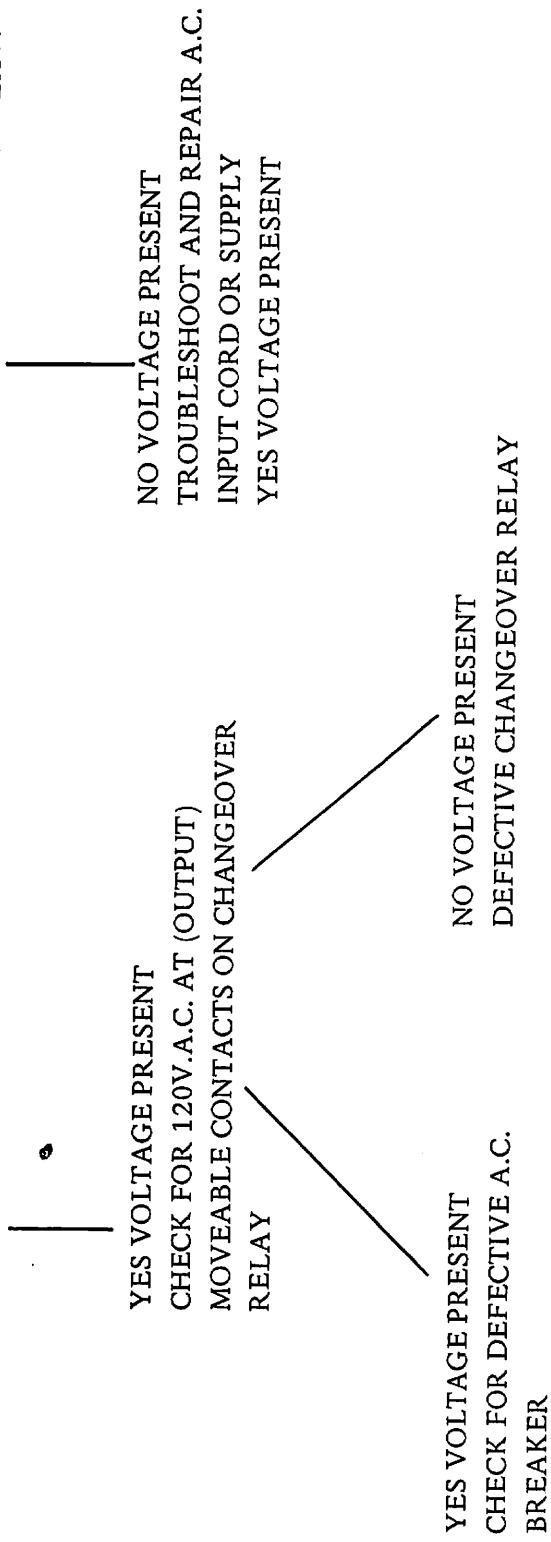 YES VOLTAGE PRESENT
CHECK FOR 120V.A.C. AT (OUTPUT)
MOVEABLE CONTACTS ON CHANGEOVER
RELAY
NO VOLTAGE PRESENT
TROUBLESHOOT AND REPAIR A.C.
INPUT CORD OR SUPPLY
YES VOLTAGE PRESENT
YES VOLTAGE PRESENT
CHECK FOR DEFECTIVE A.C.
BREAKER
NO VOLTAGE PRESENT
DEFECTIVE CHANGEOVER RELAY